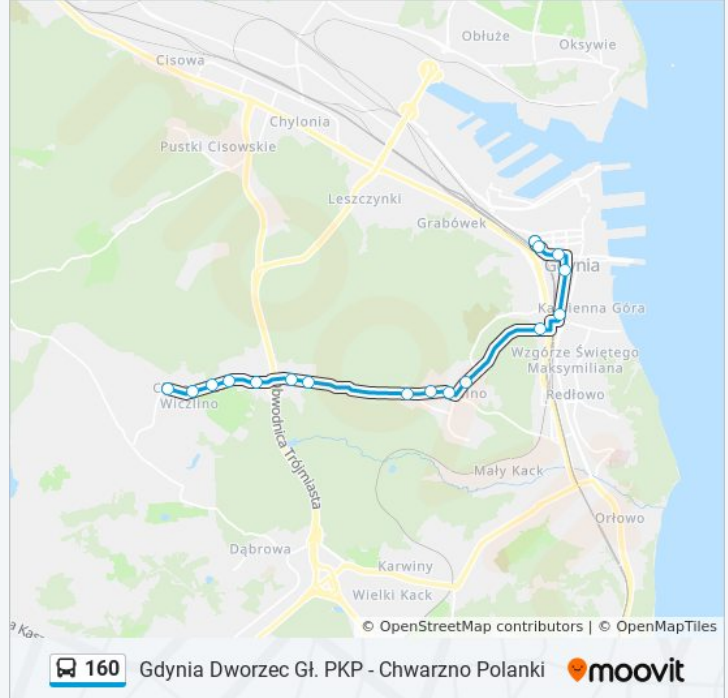 Obłuże
Oksywie
Cisowa
Chylonia
Pustki Cisowskie
Leszczynki
Grabówek
Gdynia
Kamienna Góra
Wzgórze Świętego
Maksymiliana
Wiczlino
Redłowo
Obwodnica Trójmiasta
Mały Kack
Orłowo
Dąbrowa
Karwiny
Wielki Kack
© OpenStreetMap contributors | © OpenMapTiles
160 Gdynia Dworzec Gł. PKP - Chwarzno Polanki moovit